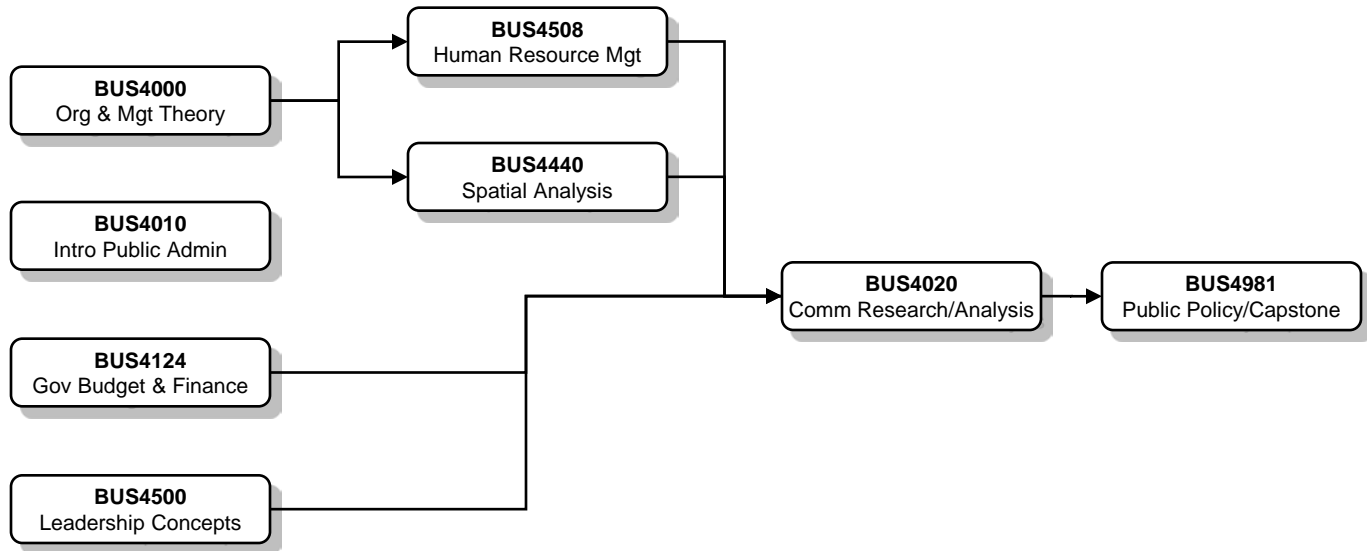 BUS4000
Org & Mgt Theory
BUS4010
Intro Public Admin
BUS4124
Gov Budget & Finance
BUS4500
Leadership Concepts
BUS4508
Human Resource Mgt
BUS4440
Spatial Analysis
BUS4020
Comm Research/Analysis
BUS4981
Public Policy/Capstone